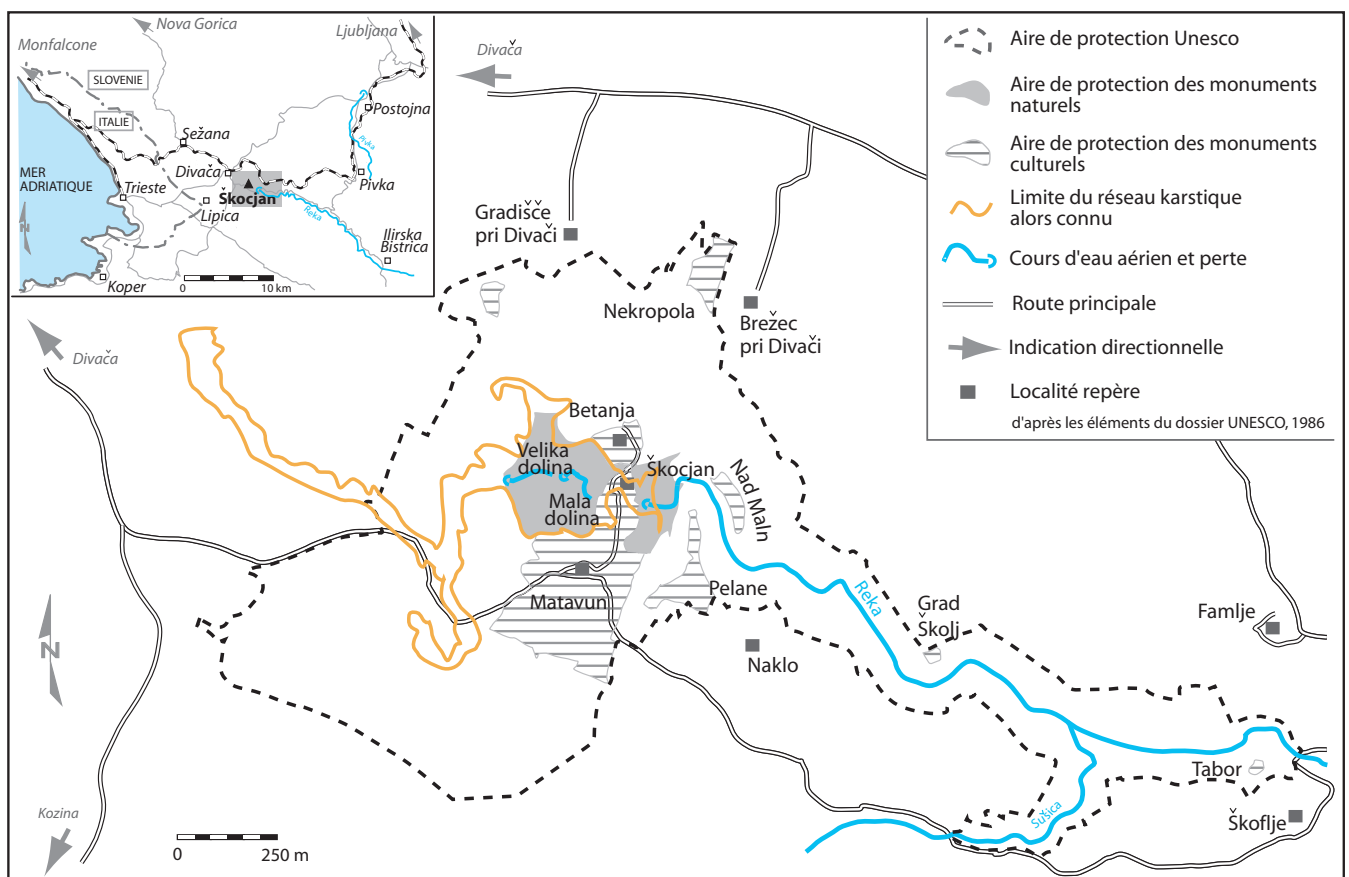 Nova Gorica
Ljubljana
Monfalcone
SLOVENIE
ITALIE
Postojna
Sežana
Pivka
Divača
MER
ADRIATIQUE
Trieste
Škocjan
Pivka
Lipica
Reka
Ilirska
Bistrica
N
Koper
0 10 km
Divača
Gradišče
pri Divači
Nekropola
Brežec
pri Divači
Divača
Betanja
Velika
dolina
Škocjan
Mala
dolina
Nad Maln
Matavun
Pelane
Reka
Grad
Školj
Famlje
Naklo
N
Tabor
Sušica
Škoflje
Kozina
0 250 m
Aire de protection Unesco
Aire de protection des monuments
naturels
Aire de protection des monuments
culturels
Limite du réseau karstique
alors connu
Cours d'eau aérien et perte
Route principale
Indication directionnelle
Localité repère
d'après les éléments du dossier UNESCO, 1986